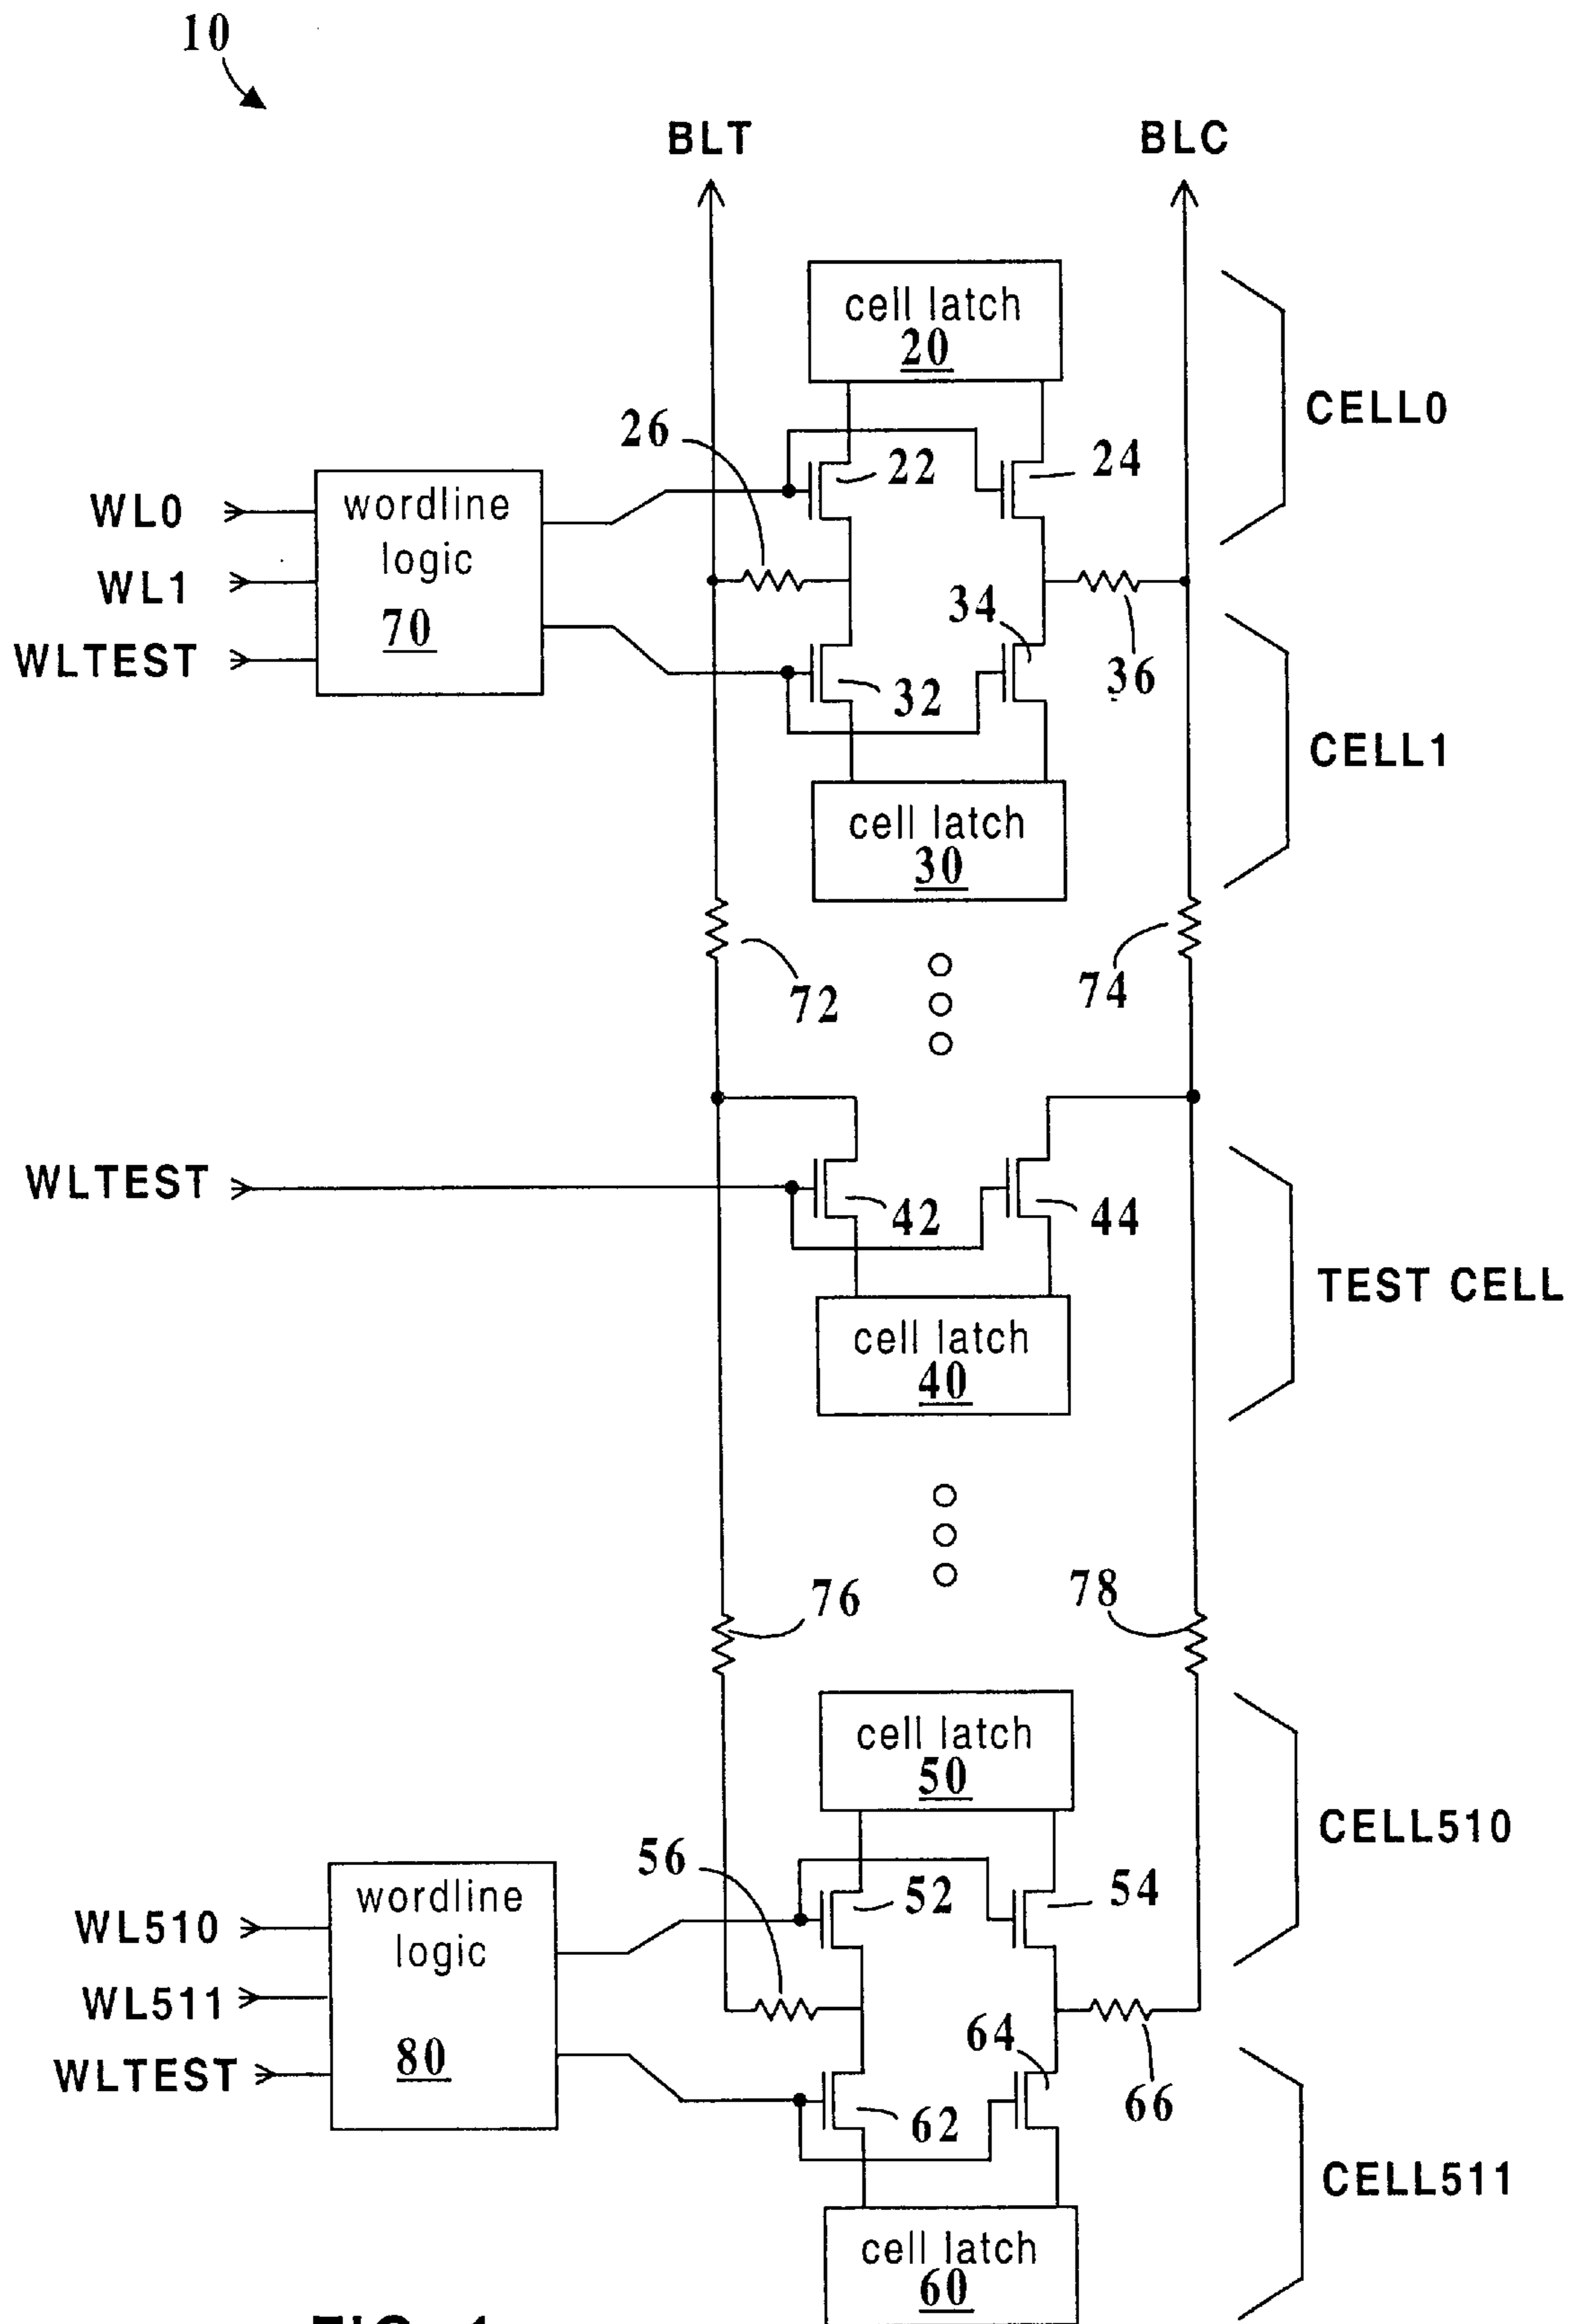 10
BLT
BLC
cell latch
20
CELL0
26
22
24
WL0
wordline
logic
WL1
70
34
WLTEST
32
36
CELL1
cell latch
30
72
74
WLTEST
42
44
TEST CELL
cell latch
40
76
78
cell latch
50
CELL510
56
52
54
wordline
WL510
logic
WL511
64
80
WLTEST
62
66
CELL511
cell latch
60